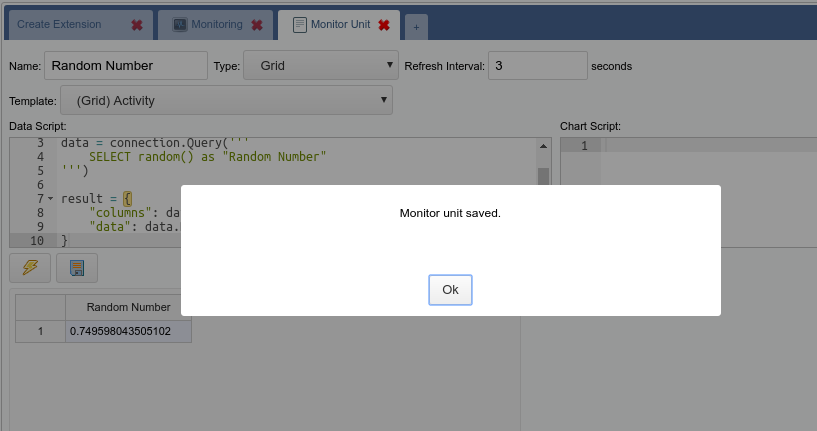 Create Extension
Monitoring
Monitor Unit
+
Name: Random Number Type: Grid Refresh Interval: 3 seconds
Template: (Grid) Activity
Data Script:
Chart Script:
3 data = connection.Query('''
4 SELECT random() as "Random Number"
5 ''')
6
7 result = {
8 "columns":
9 "data": data.
10 }
1
Monitor unit saved.
Ok
Random Number
1 0.749598043505102